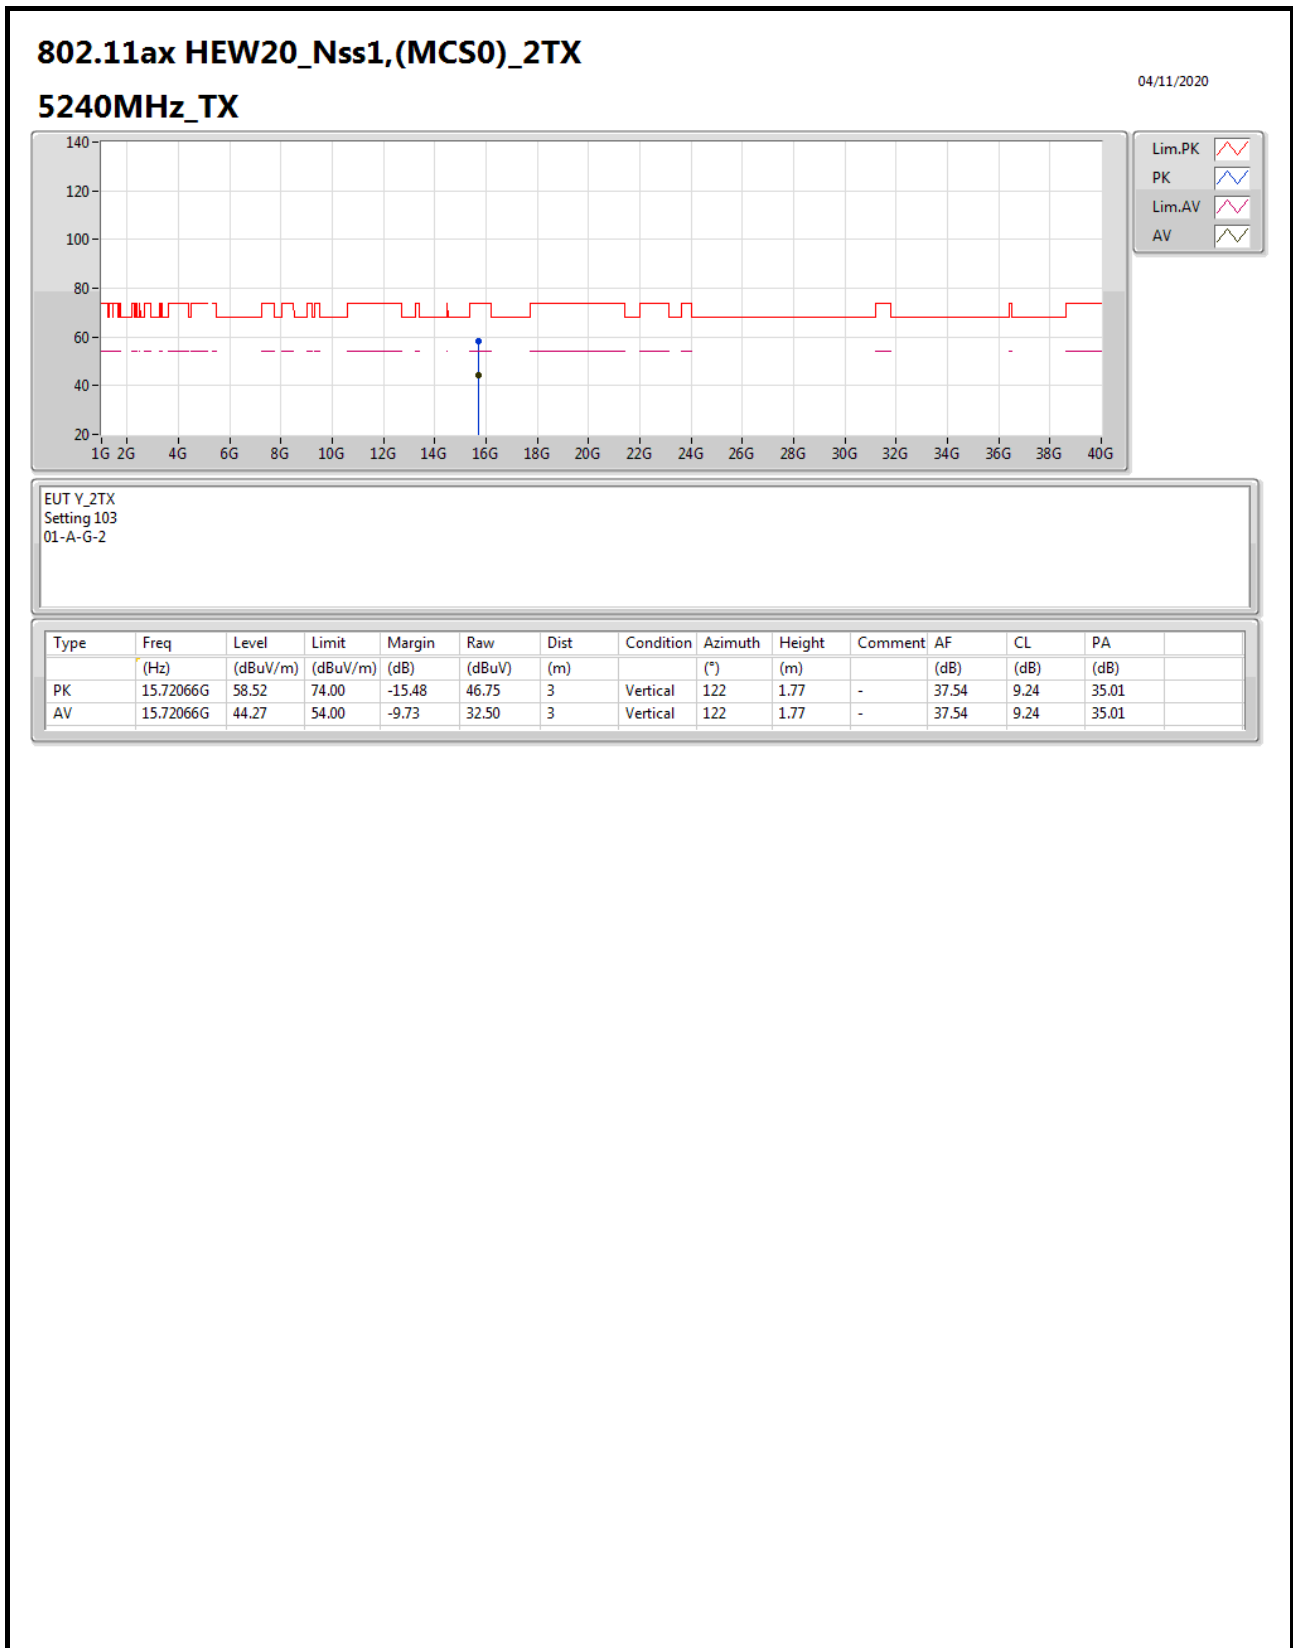 802.11ax HEW20_Nss1,(MCS0)_2TX
04/11/2020
5240MHz_TX
140
120
100
80
60
40
20
1G 2G 4G 6G 8G 10G 12G 14G 16G 18G 20G 22G 24G 26G 28G 30G 32G 34G 36G 38G 40G
Lim.PK
PK
Lim.AV
AV
EUT Y_2TX
Setting 103
01-A-G-2
Type Freq Level Limit Margin Raw Dist Condition Azimuth Height Comment AF CL PA
(Hz) (dBuV/m) (dBuV/m) (dB) (dBuV) (m) (°) (m) (dB) (dB) (dB)
PK 15.72066G 58.52 74.00 -15.48 46.75 3 Vertical 122 1.77 - 37.54 9.24 35.01
AV 15.72066G 44.27 54.00 -9.73 32.50 3 Vertical 122 1.77 - 37.54 9.24 35.01